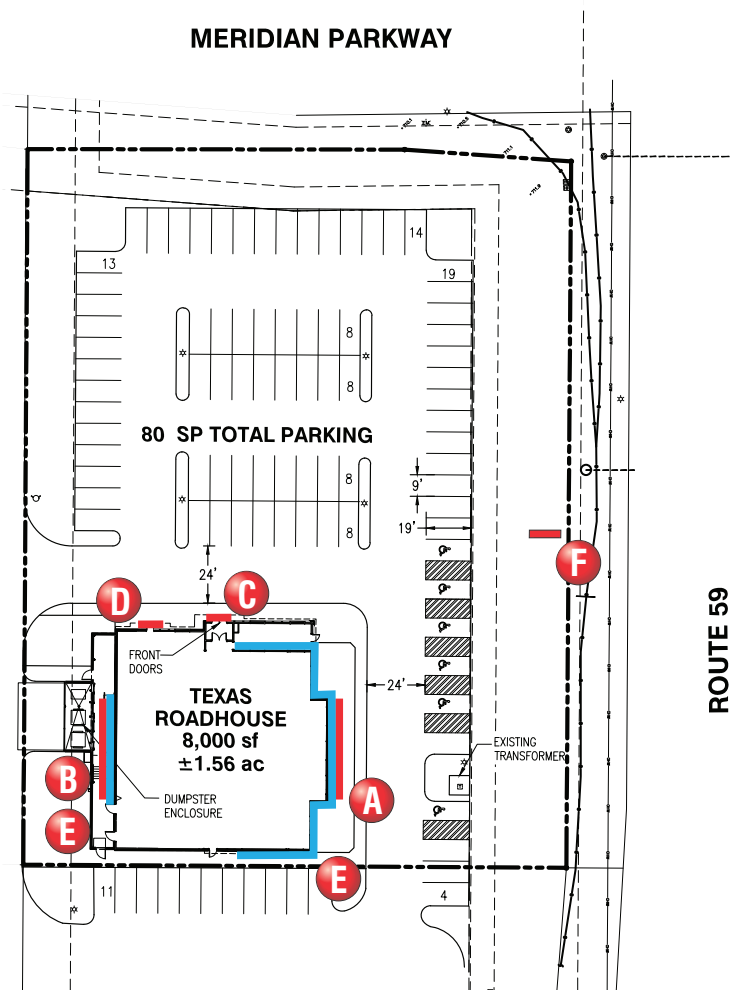 MERIDIAN PARKWAY
14
13
19
8
8
80 SP TOTAL PARKING
8
9'
19'
8
24'
F
C
D
FRONT
DOORS
ROUTE 59
24'
TEXAS
ROADHOUSE
8,000 sf
±1.56 ac
EXISTING
TRANSFORMER
B
DUMPSTER
ENCLOSURE
A
E
E
11
4